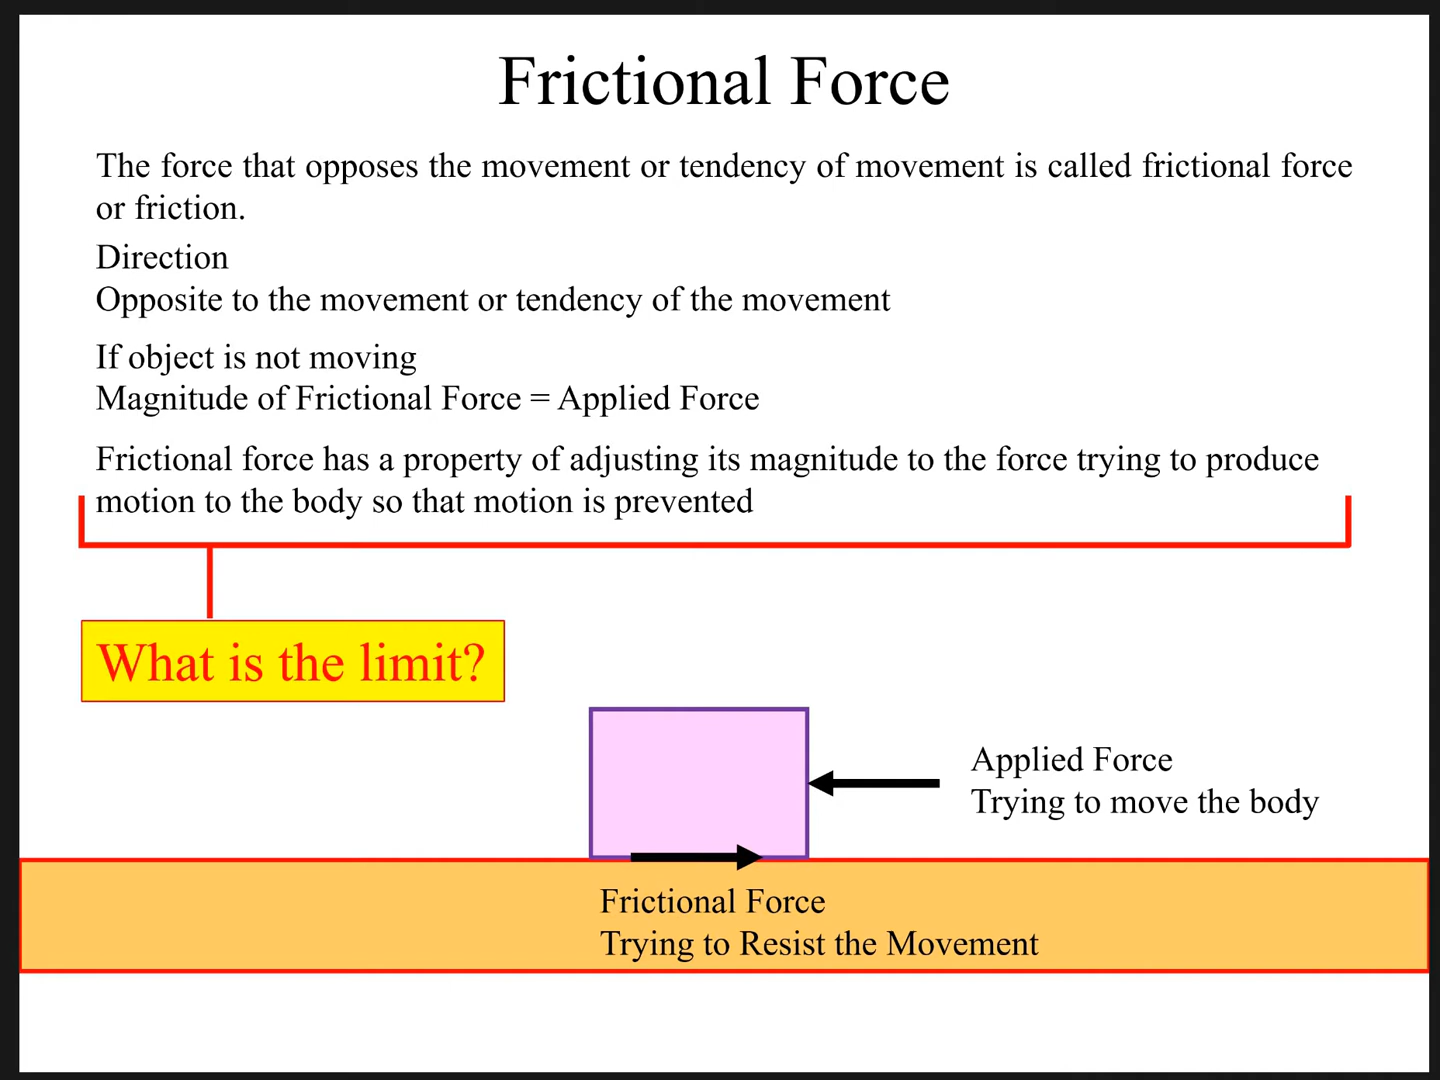 Frictional Force
The force that opposes the movement or tendency of movement is called frictional force
or friction.
Direction
Opposite to the movement or tendency of the movement
If object is not moving
Magnitude of Frictional Force = Applied Force
Frictional force has a property of adjusting its magnitude to the force trying to produce
motion to the body so that motion is prevented
What is the limit?
Applied Force
Trying to move the body
Frictional Force
Trying to Resist the Movement